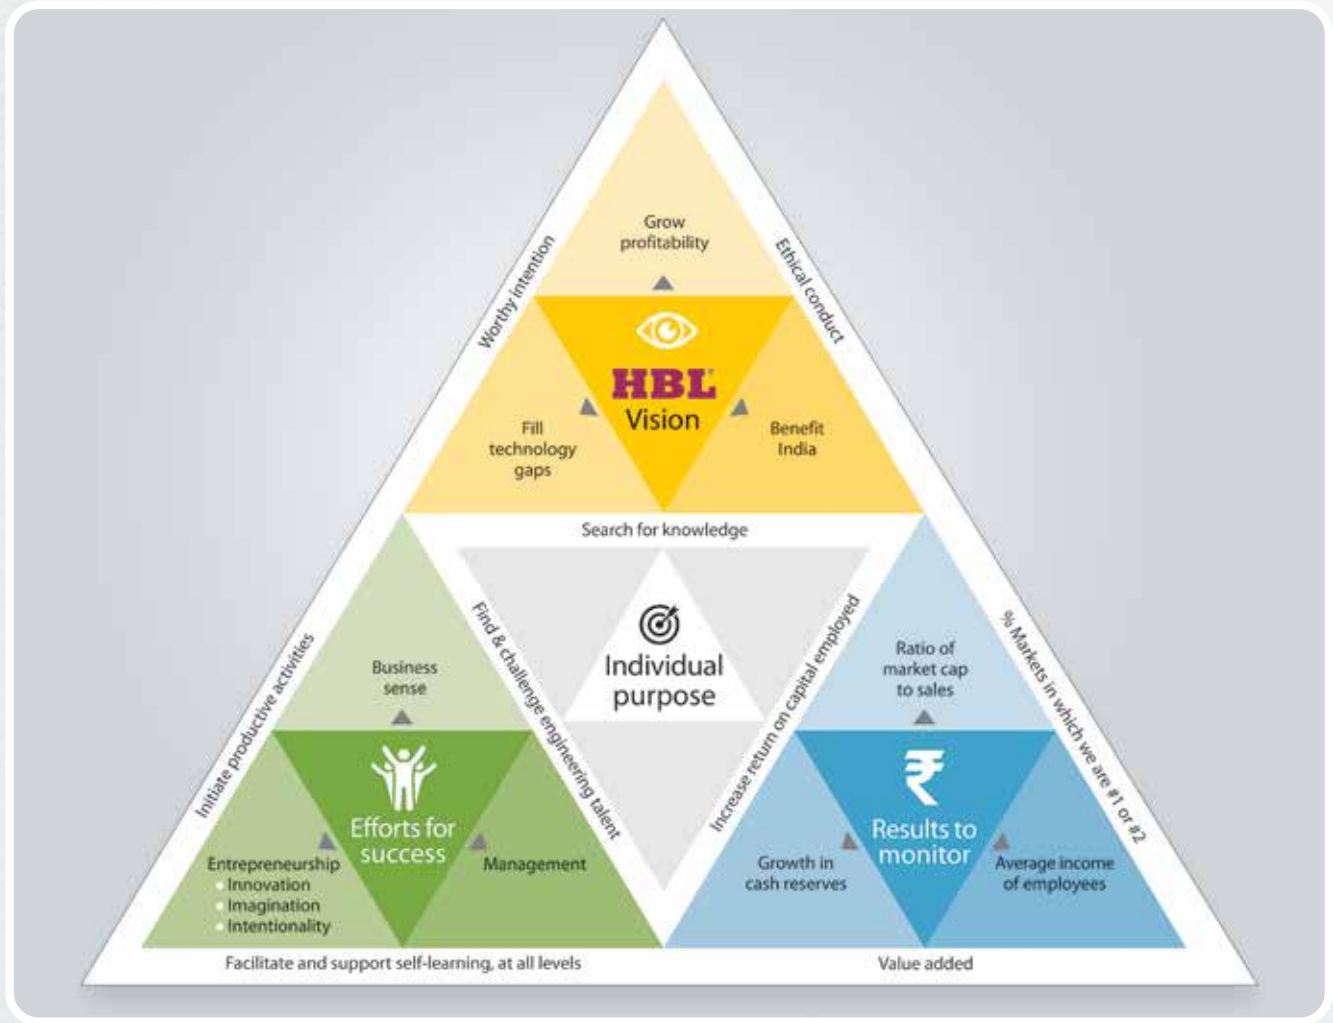 Grow
profitability
Worthy intention
Ethical conduct
HBL
Vision
Fill
technology
gaps
Benefit
India
Search for knowledge
Individual
purpose
Initiate productive activities
Find & challenge engineering talent
Increase return on capital employed
% Markets in which we are #1 or #2
Business
sense
Efforts for
success
Entrepreneurship
• Innovation
• Imagination
• Intentionality
Management
Facilitate and support self-learning, at all levels
Ratio of
market cap
to sales
₹
Results to
monitor
Growth in
cash reserves
Average income
of employees
Value added